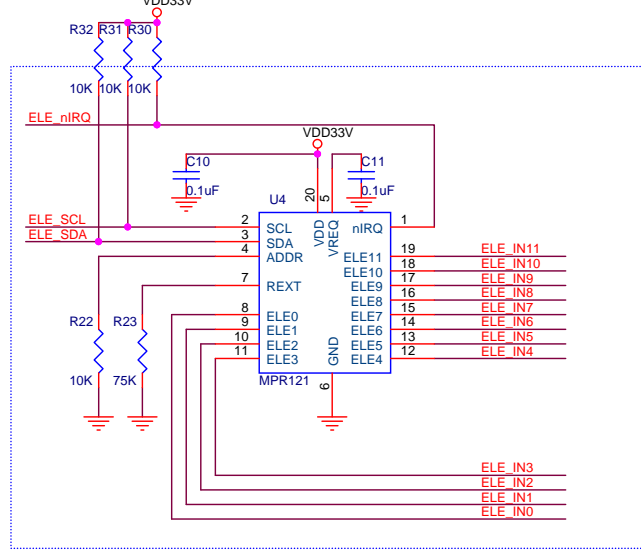 VDD33V
R32 R31 R30
10K 10K 10K
ELE_nIRQ
VDD33V
C10
C11
0.1uF
0.1uF
U4
20
5
ELE_SCL
2
SCL
VDD
VREQ
nIRQ
1
ELE_SDA
3
SDA
4
ADDR
ELE11
19
ELE_IN11
ELE10
18
ELE_IN10
7
REXT
ELE9
17
ELE_IN9
ELE8
16
ELE_IN8
8
ELE0
ELE7
15
ELE_IN7
9
ELE1
ELE6
14
ELE_IN6
10
ELE2
ELE5
13
ELE_IN5
11
ELE3
GND
ELE4
12
ELE_IN4
R22
R23
10K
75K
MPR121
6
ELE_IN3
ELE_IN2
ELE_IN1
ELE_IN0